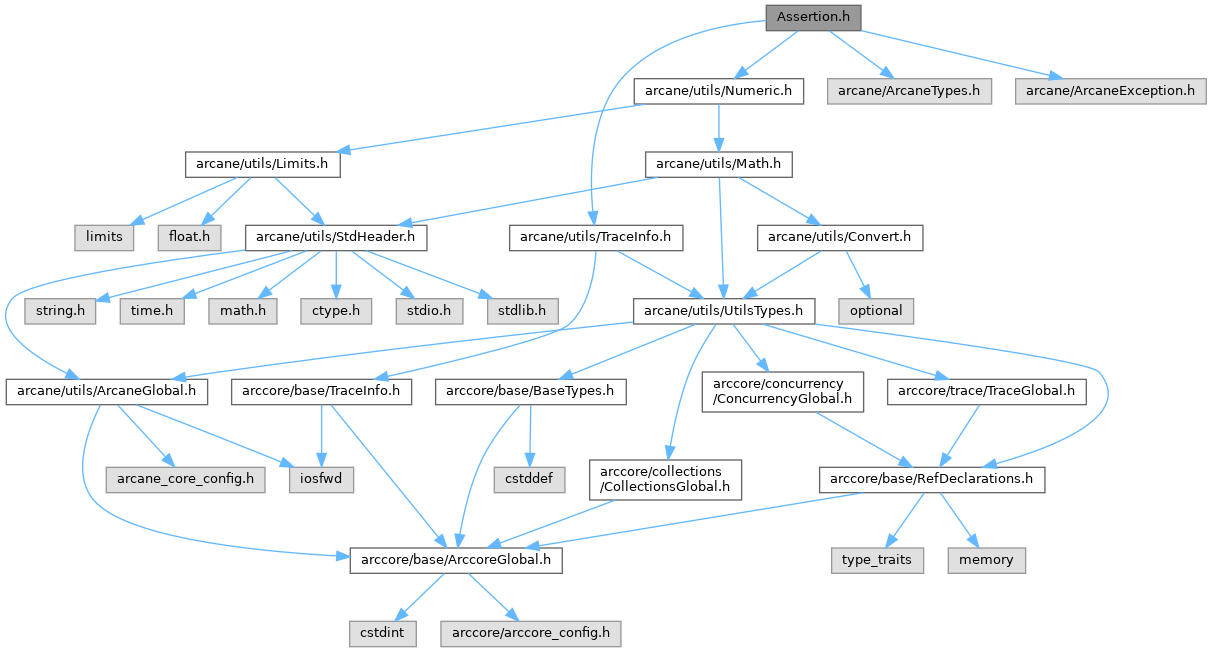 Assertion.h
arcane/utils/Numeric.h
arcane/ArcaneTypes.h
arcane/ArcaneException.h
arcane/utils/Limits.h
arcane/utils/Math.h
limits
float.h
arcane/utils/StdHeader.h
arcane/utils/TraceInfo.h
arcane/utils/Convert.h
string.h
time.h
math.h
ctype.h
stdio.h
stdlib.h
arcane/utils/UtilsTypes.h
optional
arcane/utils/ArcaneGlobal.h
arccore/base/TraceInfo.h
arccore/base/BaseTypes.h
arccore/concurrency
/ConcurrencyGlobal.h
arccore/trace/TraceGlobal.h
arcane_core_config.h
iosfwd
cstddef
arccore/collections
/CollectionsGlobal.h
arccore/base/RefDeclarations.h
arccore/base/ArccoreGlobal.h
type_traits
memory
cstdint
arccore/arccore_config.h